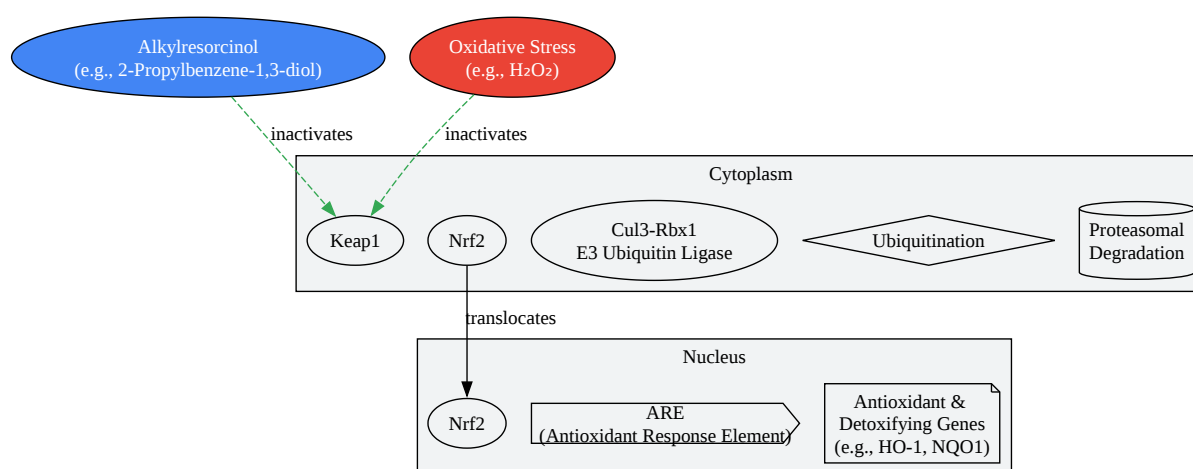 Alkylresorcinol
(e.g., 2-Propylbenzene-1,3-diol)
Oxidative Stress
(e.g., H₂O₂)
inactivates
inactivates
Cytoplasm
Keap1
Nrf2
Cul3-Rbx1
E3 Ubiquitin Ligase
Ubiquitination
Proteasomal
Degradation
translocates
Nucleus
Nrf2
ARE
(Antioxidant Response Element)
Antioxidant &
Detoxifying Genes
(e.g., HO-1, NQO1)